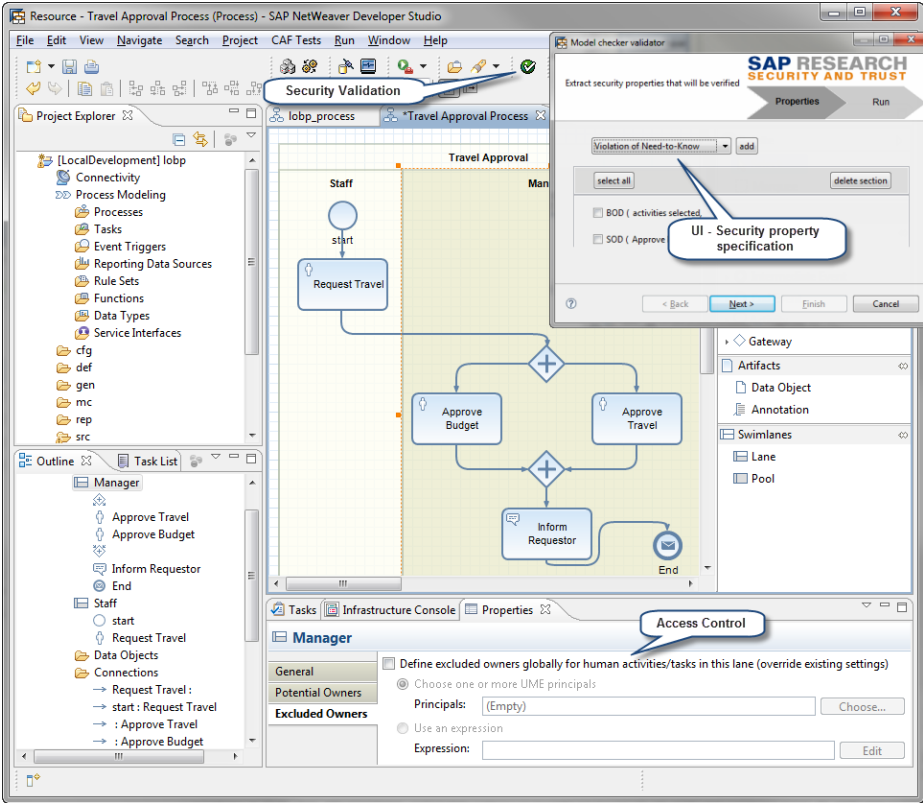 Resource - Travel Approval Process (Process) - SAP NetWeaver Developer Studio
File Edit View Navigate Search Project CAF Tests Run Window Help
Security Validation
Project Explorer
[LocalDevelopment] lobp
Connectivity
Process Modeling
Processes
Tasks
Event Triggers
Reporting Data Sources
Rule Sets
Functions
Data Types
Service Interfaces
cfg
def
gen
mc
rep
src
Outline
Task List
Manager
Approve Travel
Approve Budget
Inform Requestor
End
Staff
start
Request Travel
Data Objects
Connections
Request Travel :
start : Request Travel
: Approve Travel
: Approve Budget
lobp_process
*Travel Approval Process
Travel Approval
Staff
Man
start
Request Travel
Approve
Budget
Approve
Travel
Inform
Requestor
End
Model checker validator
SAP RESEARCH
SECURITY AND TRUST
Extract security properties that will be verified
Properties
Run
Violation of Need-to-Know
add
select all
delete section
BOD ( activities selected,
SOD ( Approve
UI - Security property
specification
< Back
Next >
Finish
Cancel
Gateway
Artifacts
Data Object
Annotation
Swimlanes
Lane
Pool
Tasks
Infrastructure Console
Properties
Access Control
Manager
General
Potential Owners
Excluded Owners
Define excluded owners globally for human activities/tasks in this lane (override existing settings)
Choose one or more UME principals
Principals:
(Empty)
Choose...
Use an expression
Expression:
Edit